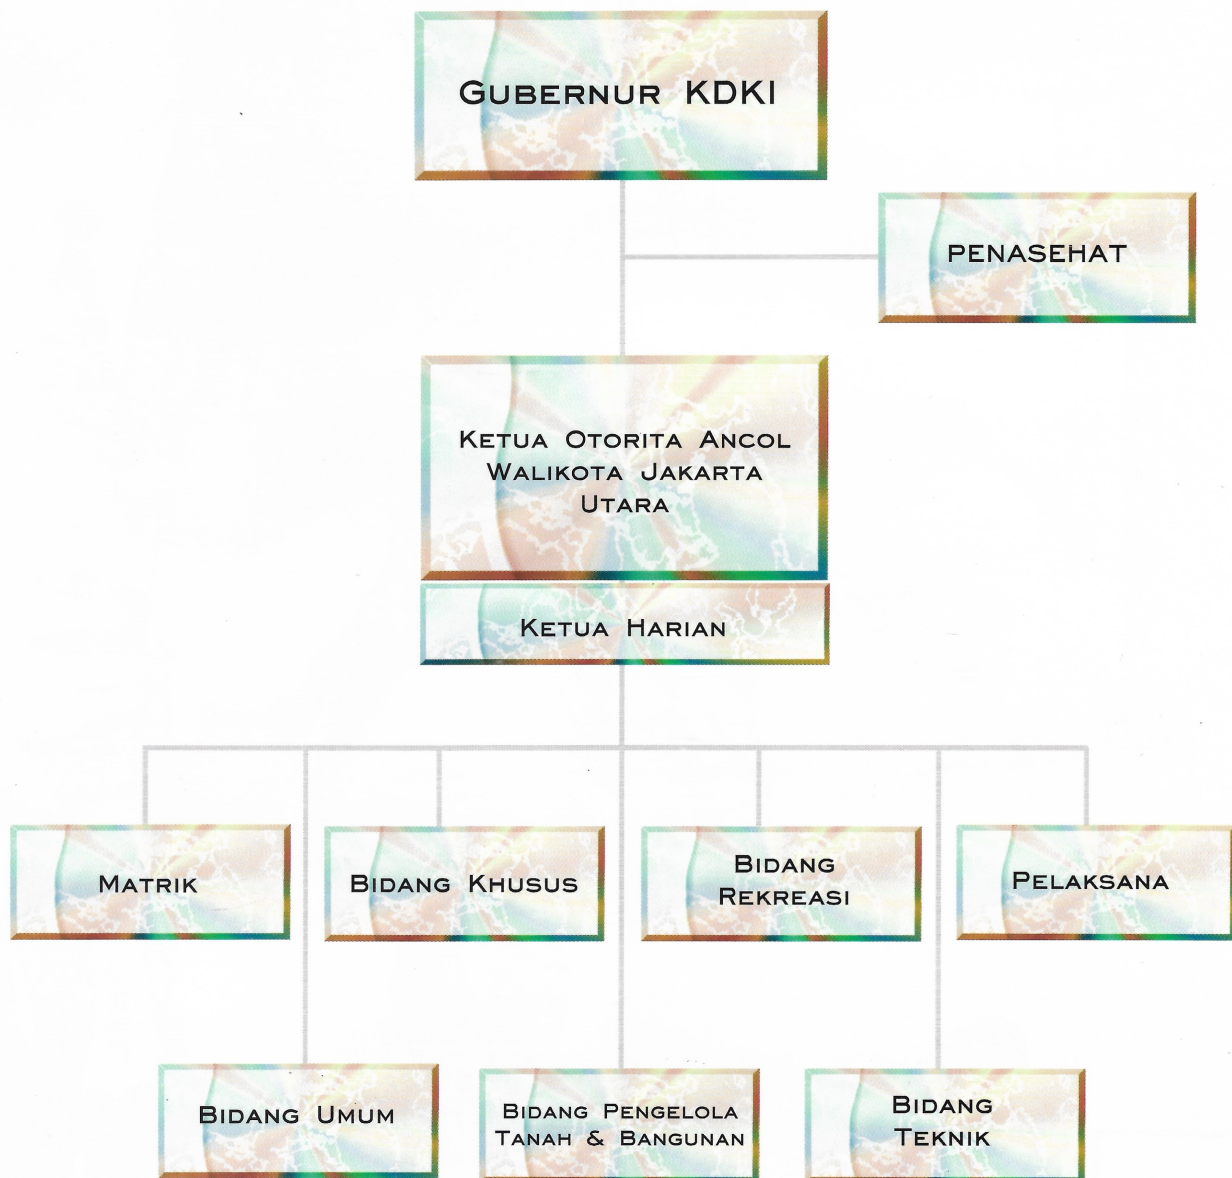 GUBERNUR KDKI
PENASEHAT
KETUA OTORITA ANCOL
WALIKOTA JAKARTA
UTARA
KETUA HARIAN
MATRIK
BIDANG KHUSUS
BIDANG
REKREASI
PELAKSANA
BIDANG UMUM
BIDANG PENGELOLA
TANAH & BANGUNAN
BIDANG
TEKNIK